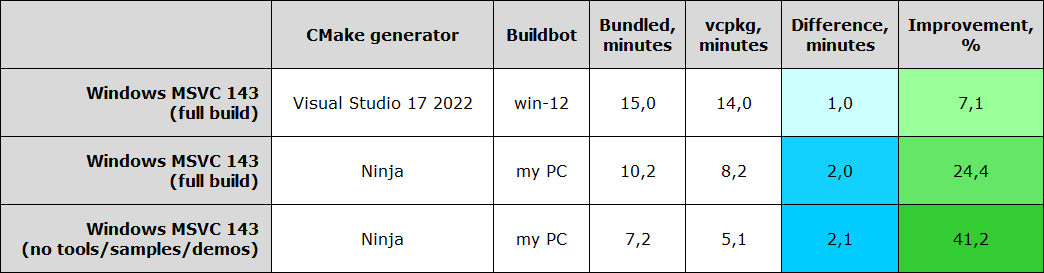 CMake generator Buildbot Bundled, minutes vcpkg, minutes Difference, minutes Improvement, %
Windows MSVC 143 (full build) Visual Studio 17 2022 win-12 15,0 14,0 1,0 7,1
Windows MSVC 143 (full build) Ninja my PC 10,2 8,2 2,0 24,4
Windows MSVC 143 (no tools/samples/demos) Ninja my PC 7,2 5,1 2,1 41,2